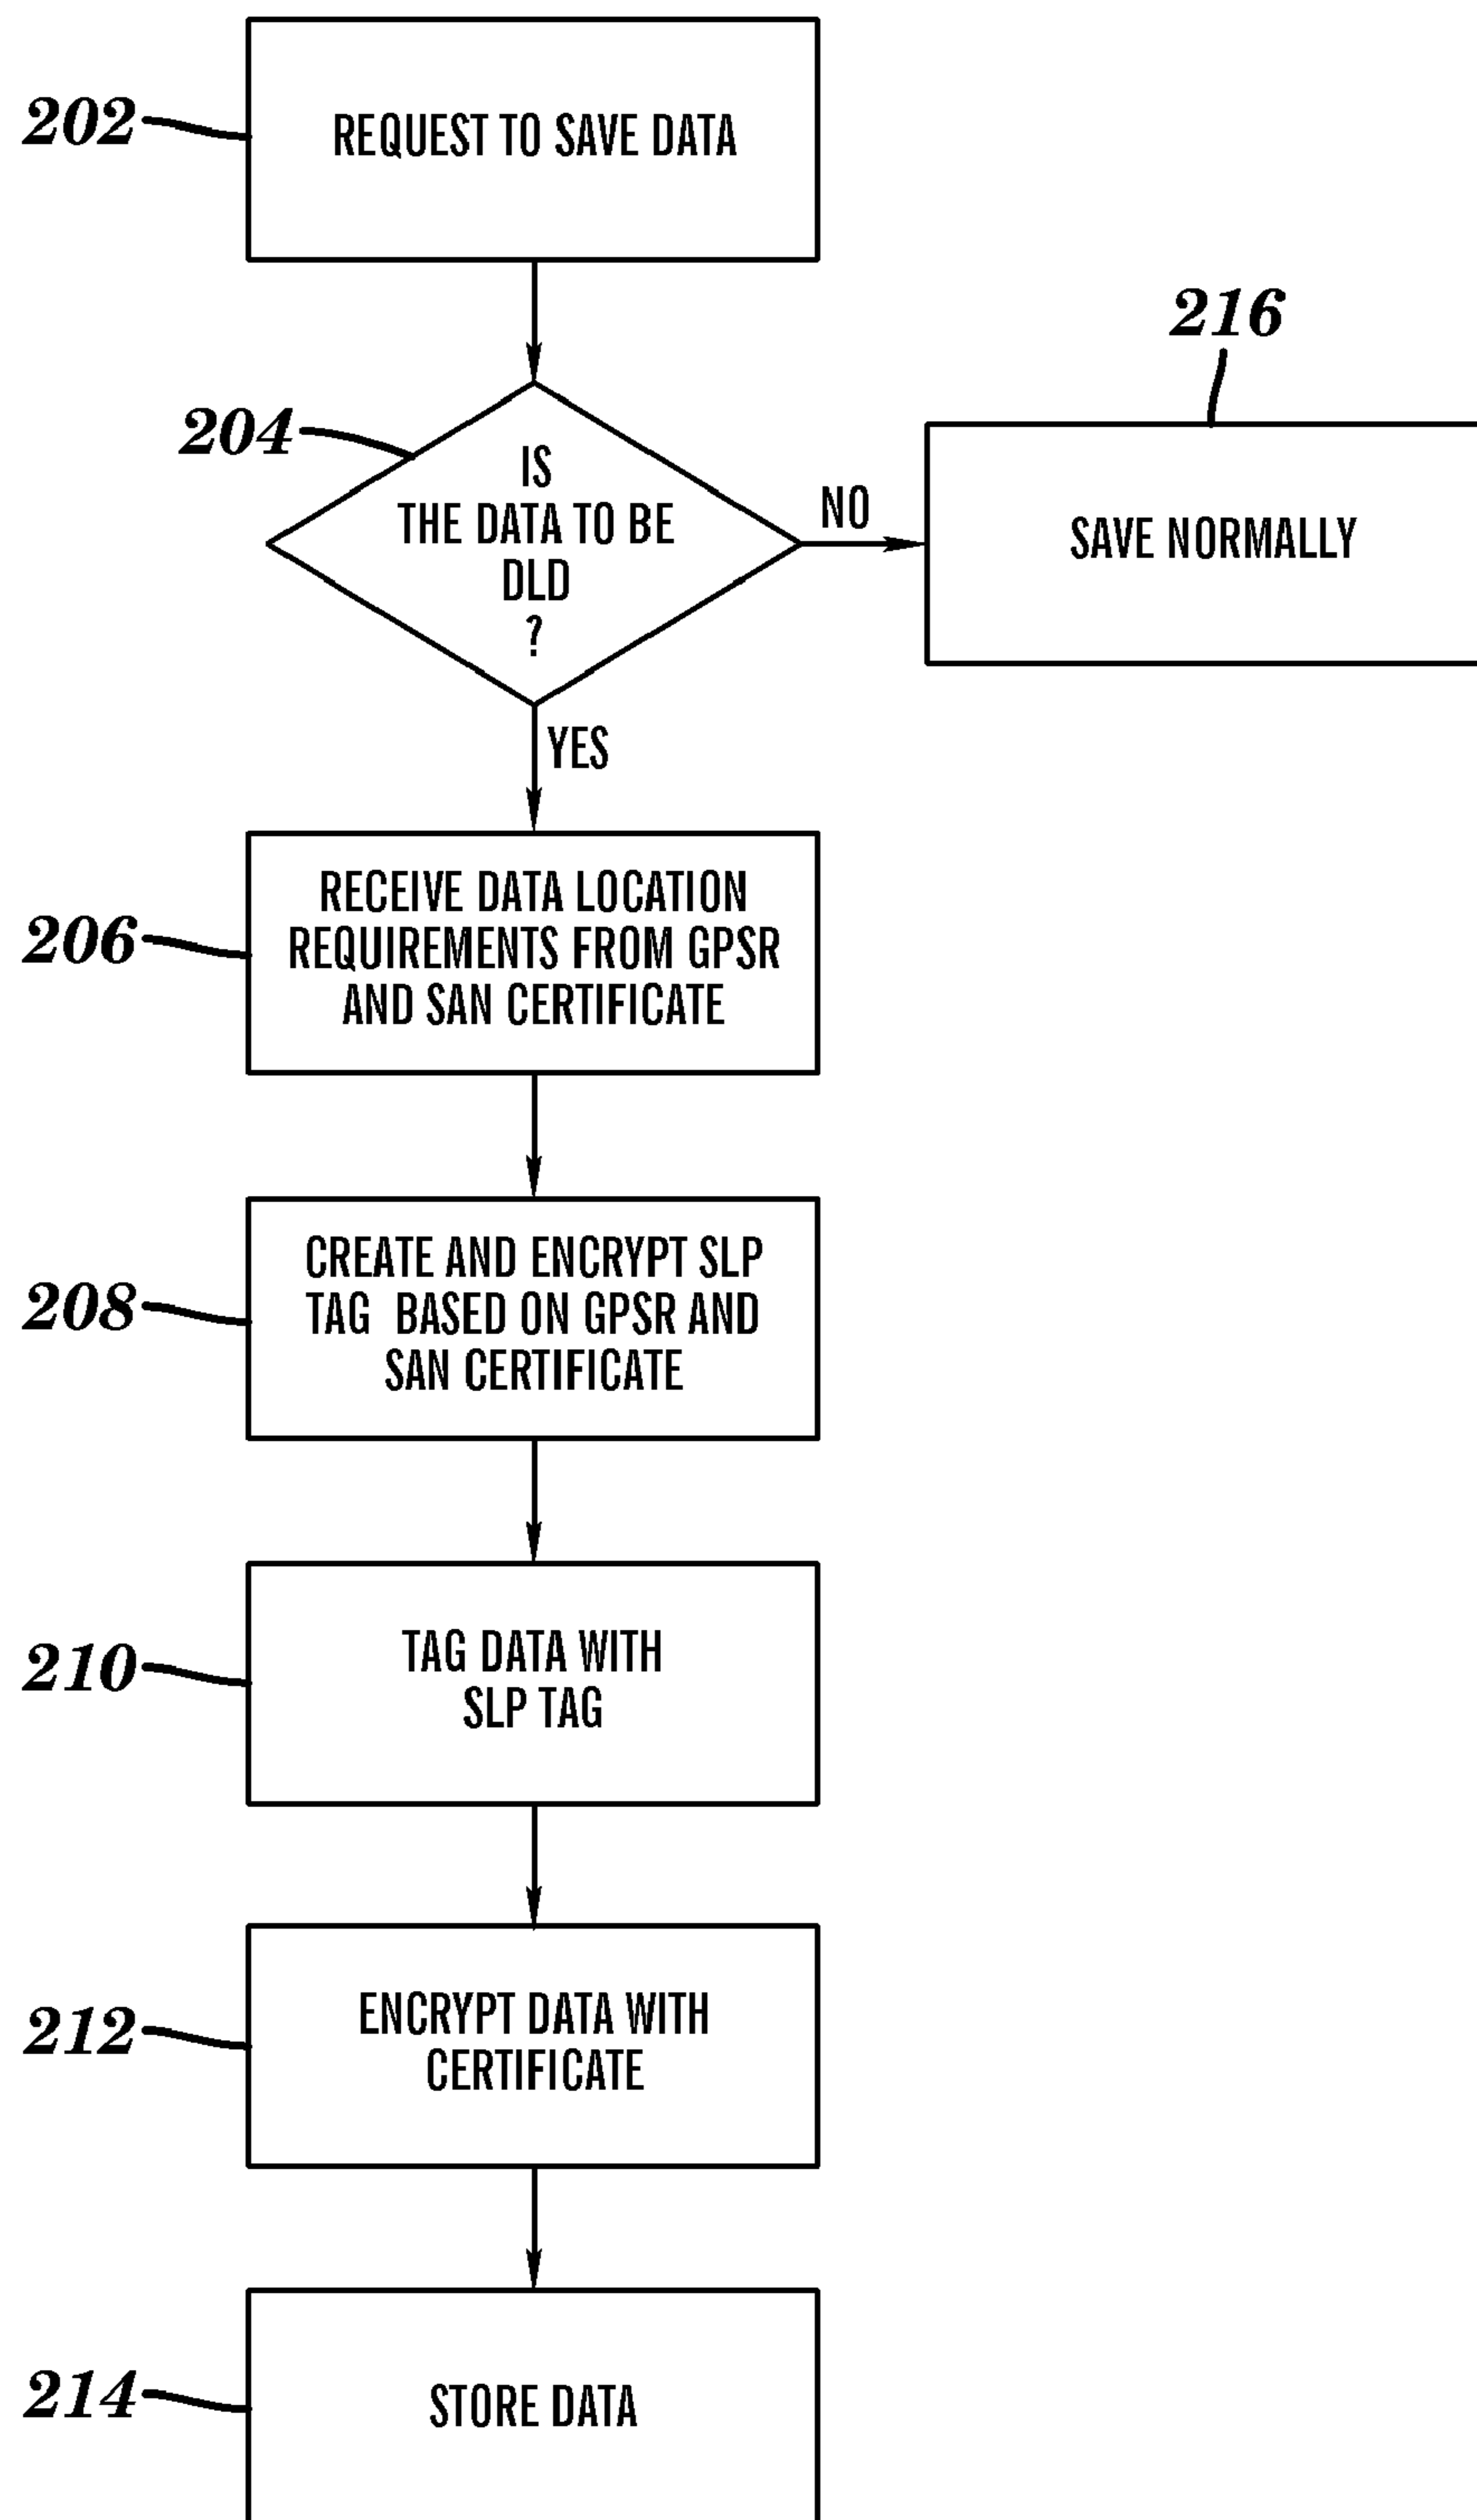 202
REQUEST TO SAVE DATA
216
204
IS
THE DATA TO BE
DLD
?
NO
SAVE NORMALLY
YES
206
RECEIVE DATA LOCATION
REQUIREMENTS FROM GPSR
AND SAN CERTIFICATE
208
CREATE AND ENCRYPT SLP
TAG BASED ON GPSR AND
SAN CERTIFICATE
210
TAG DATA WITH
SLP TAG
212
ENCRYPT DATA WITH
CERTIFICATE
214
STORE DATA